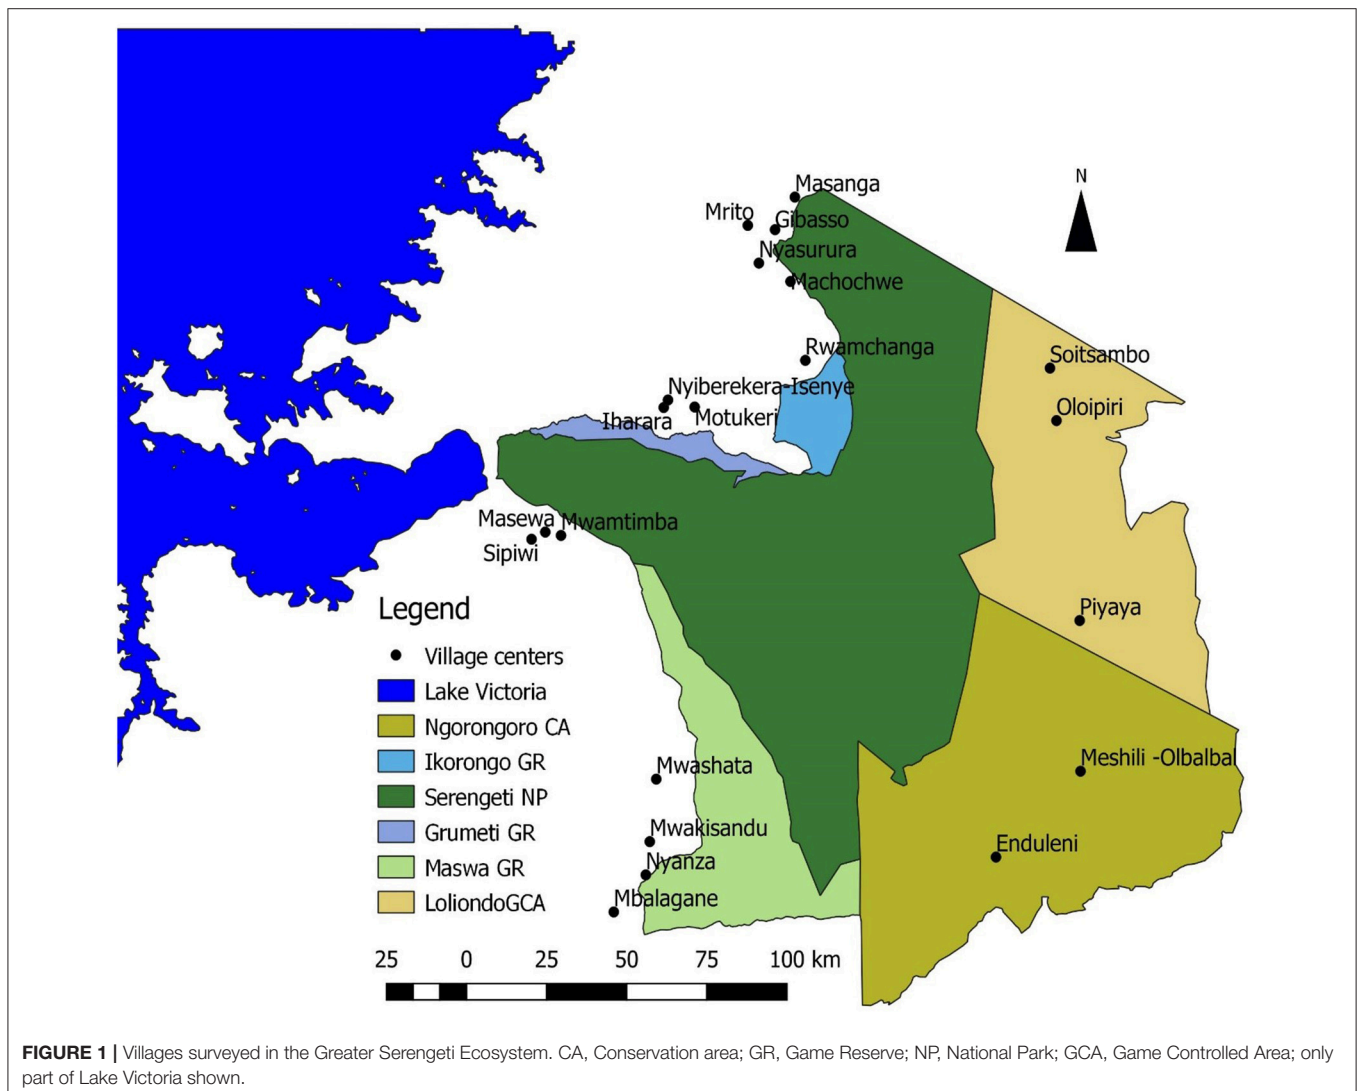 Masanga
N
Mrito
Gibasso
Nyasurura
Machochwe
Rwamchanga
Soitsambo
Nyiberekera-Isenye
Oloipiri
Iharara
Motukeri
Masewa
Mwamtimba
Sipiwi
Piyaya
Legend
Village centers
Lake Victoria
Ngorongoro CA
Ikorongo GR
Serengeti NP
Grumeti GR
Maswa GR
LoliondoGCA
Meshili -Olbalbal
Mwashata
Mwakisandu
Enduleni
Nyanza
Mbalagane
25 0 25 50 75 100 km
FIGURE 1 | Villages surveyed in the Greater Serengeti Ecosystem. CA, Conservation area; GR, Game Reserve; NP, National Park; GCA, Game Controlled Area; only
part of Lake Victoria shown.